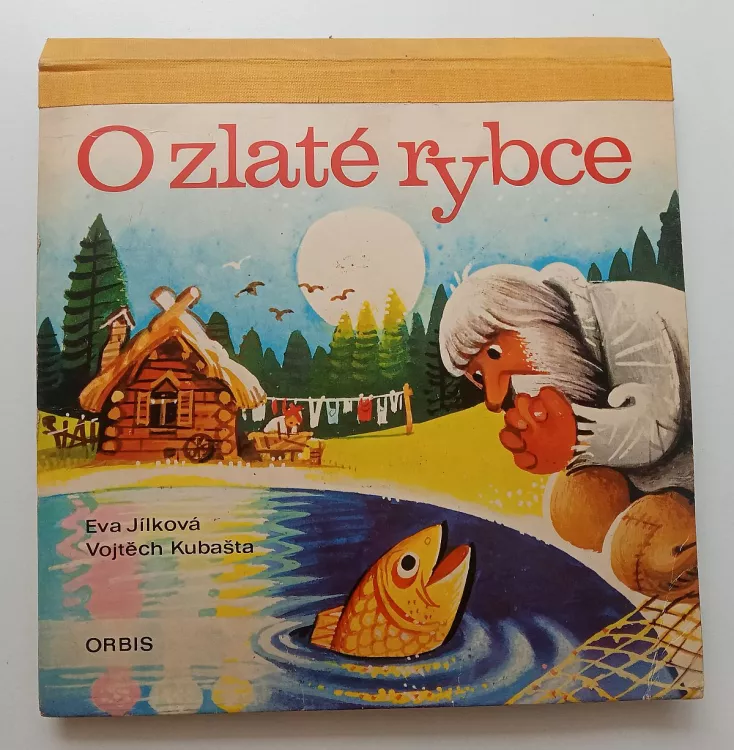 O zlaté rybce
Eva Jílková
Vojtěch Kubašta
ORBIS